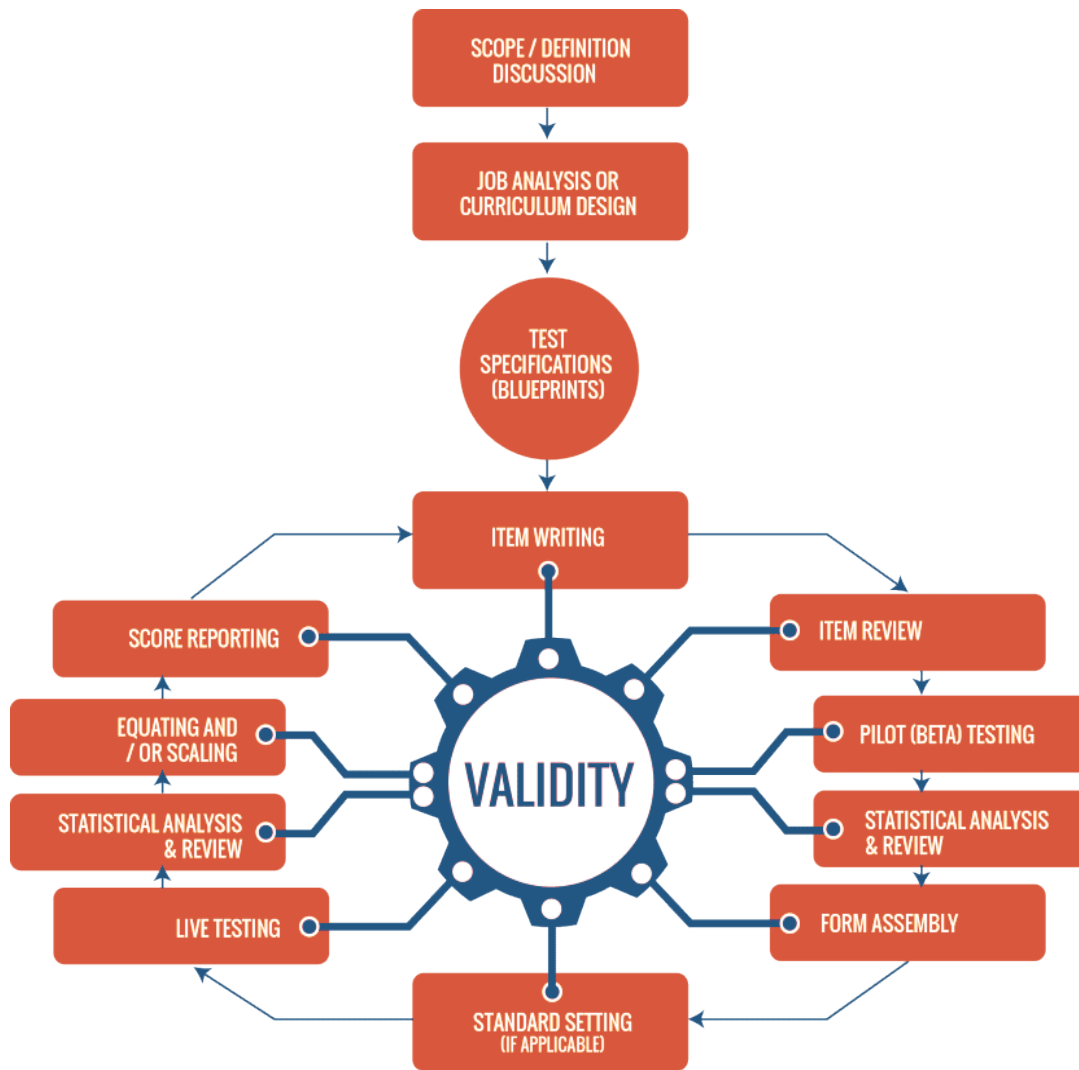 SCOPE / DEFINITION
DISCUSSION
JOB ANALYSIS OR
CURRICULUM DESIGN
TEST
SPECIFICATIONS
(BLUEPRINTS)
ITEM WRITING
ITEM REVIEW
PILOT (BETA) TESTING
STATISTICAL ANALYSIS
& REVIEW
FORM ASSEMBLY
STANDARD SETTING
(IF APPLICABLE)
LIVE TESTING
STATISTICAL ANALYSIS
& REVIEW
EQUATING AND
/ OR SCALING
SCORE REPORTING
VALIDITY